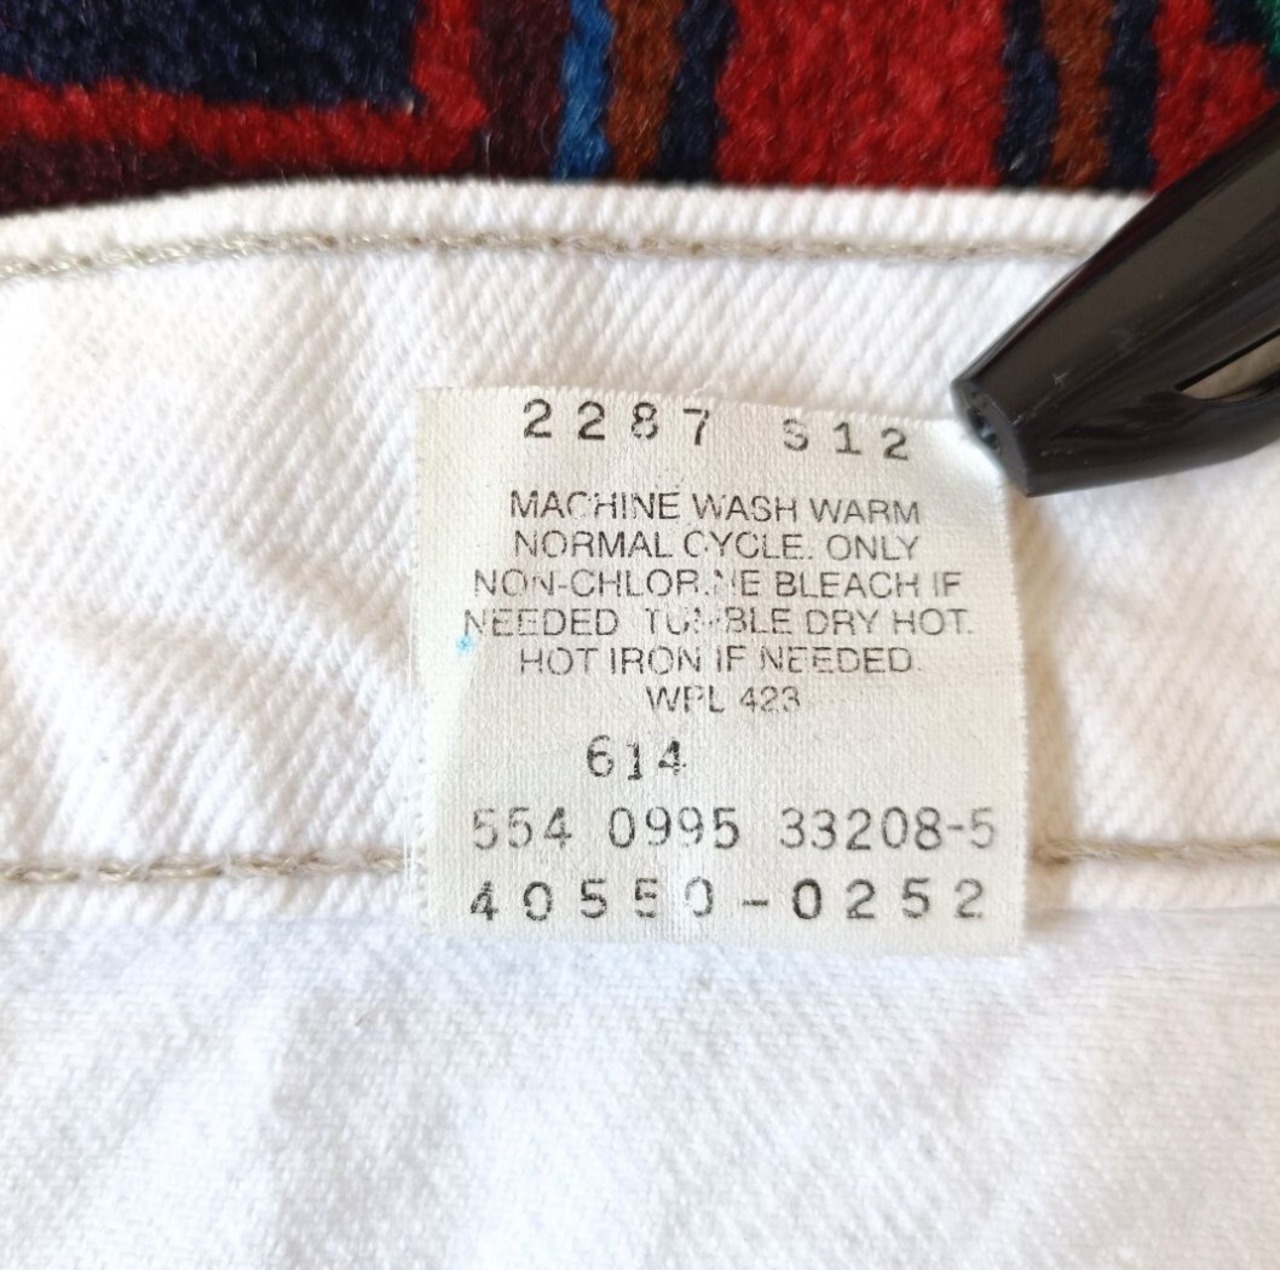 2287 S12
MACHINE WASH WARM
NORMAL CYCLE. ONLY
NON-CHLORINE BLEACH IF
NEEDED TUMBLE DRY HOT.
HOT IRON IF NEEDED.
WPL 423
614
554 0995 33208-5
40550-0252